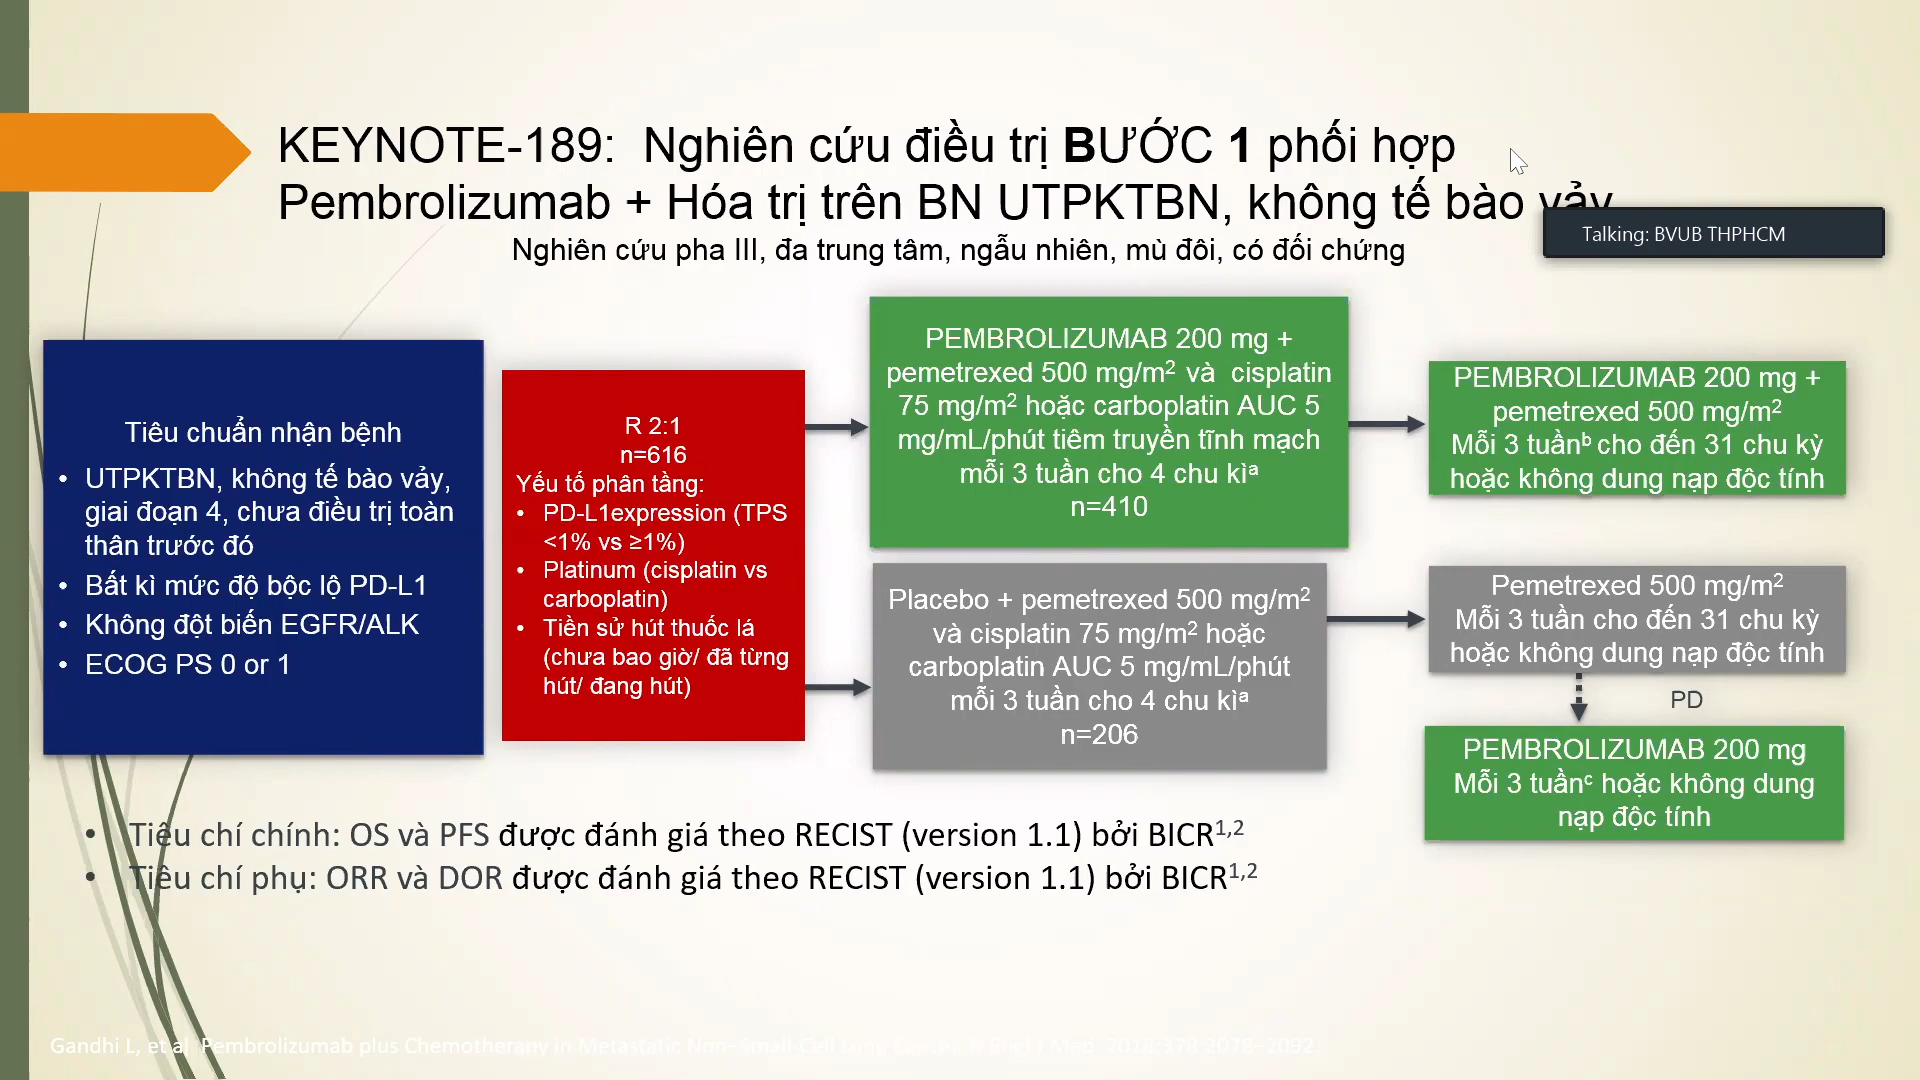 KEYNOTE-189: Nghiên cứu điều trị BƯỚC 1 phối hợp
Pembrolizumab + Hóa trị trên BN UTPKTBN, không tế bào vảy
Nghiên cứu pha III, đa trung tâm, ngẫu nhiên, mù đôi, có đối chứng
Talking: BVUB THPHCM
Tiêu chuẩn nhận bệnh
• UTPKTBN, không tế bào vảy,
giai đoạn 4, chưa điều trị toàn
thân trước đó
• Bất kì mức độ bộc lộ PD-L1
• Không đột biến EGFR/ALK
• ECOG PS 0 or 1
R 2:1
n=616
Yếu tố phân tầng:
• PD-L1expression (TPS
<1% vs ≥1%)
• Platinum (cisplatin vs
carboplatin)
• Tiền sử hút thuốc lá
(chưa bao giờ/ đã từng
hút/ đang hút)
PEMBROLIZUMAB 200 mg +
pemetrexed 500 mg/m² và cisplatin
75 mg/m² hoặc carboplatin AUC 5
mg/mL/phút tiêm truyền tĩnh mạch
mỗi 3 tuần cho 4 chu kìᵃ
n=410
Placebo + pemetrexed 500 mg/m²
và cisplatin 75 mg/m² hoặc
carboplatin AUC 5 mg/mL/phút
mỗi 3 tuần cho 4 chu kìᵃ
n=206
PEMBROLIZUMAB 200 mg +
pemetrexed 500 mg/m²
Mỗi 3 tuầnᵇ cho đến 31 chu kỳ
hoặc không dung nạp độc tính
Pemetrexed 500 mg/m²
Mỗi 3 tuần cho đến 31 chu kỳ
hoặc không dung nạp độc tính
PD
PEMBROLIZUMAB 200 mg
Mỗi 3 tuầnᶜ hoặc không dung
nạp độc tính
• Tiêu chí chính: OS và PFS được đánh giá theo RECIST (version 1.1) bởi BICR¹,²
• Tiêu chí phụ: ORR và DOR được đánh giá theo RECIST (version 1.1) bởi BICR¹,²
Gandhi L, et al. Pembrolizumab plus Chemotherapy in Metastatic Non–Small-Cell 2018;378:2078–2092